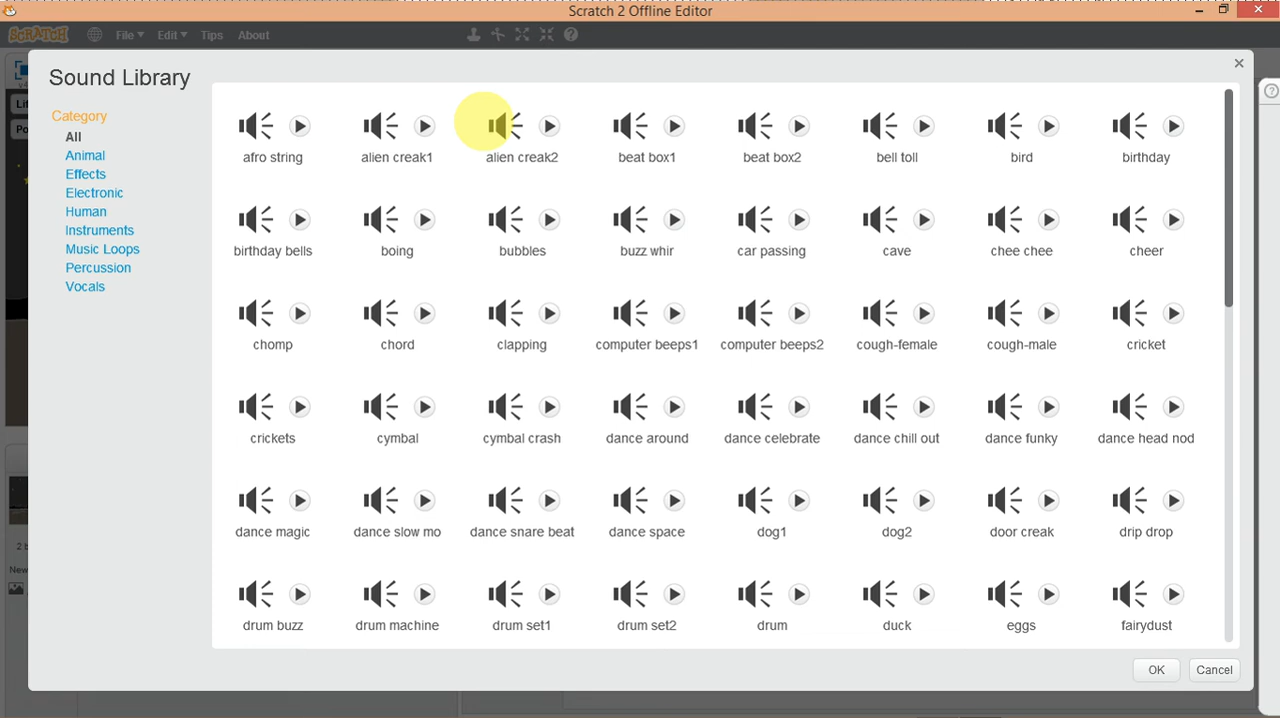 Scratch 2 Offline Editor
SCRATCH File Edit Tips About
Sound Library
Category
All
Animal
Effects
Electronic
Human
Instruments
Music Loops
Percussion
Vocals
afro string alien creak1 alien creak2 beat box1 beat box2 bell toll bird birthday
birthday bells boing bubbles buzz whir car passing cave chee chee cheer
chomp chord clapping computer beeps1 computer beeps2 cough-female cough-male cricket
crickets cymbal cymbal crash dance around dance celebrate dance chill out dance funky dance head nod
dance magic dance slow mo dance snare beat dance space dog1 dog2 door creak drip drop
drum buzz drum machine drum set1 drum set2 drum duck eggs fairydust
OK Cancel